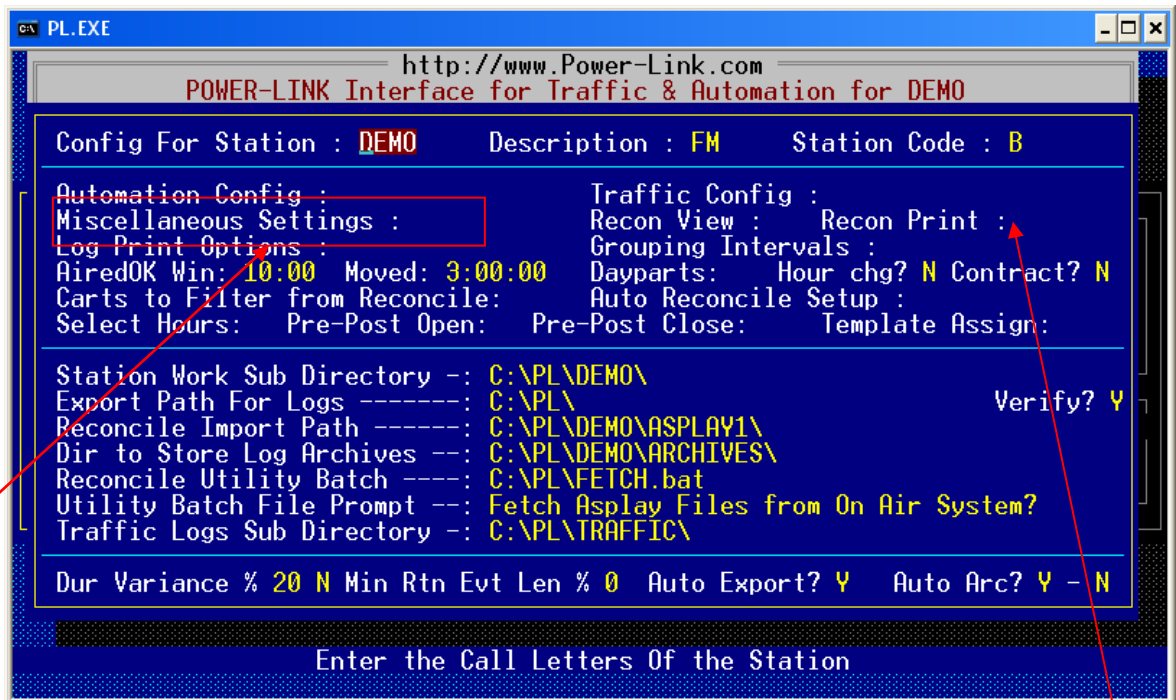 PL.EXE
http://www.Power-Link.com
POWER-LINK Interface for Traffic & Automation for DEMO
Config For Station : DEMO Description : FM Station Code : B
Automation Config : Traffic Config :
Miscellaneous Settings : Recon View : Recon Print :
Log Print Options : Grouping Intervals :
AiredOK Win: 10:00 Moved: 3:00:00 Dayparts: Hour chg? N Contract? N
Carts to Filter from Reconcile: Auto Reconcile Setup :
Select Hours: Pre-Post Open: Pre-Post Close: Template Assign:
Station Work Sub Directory -: C:\PL\DEMO\
Export Path For Logs -------: C:\PL\ Verify? Y
Reconcile Import Path ------: C:\PL\DEMO\ASPLAY1\
Dir to Store Log Archives --: C:\PL\DEMO\ARCHIVES\
Reconcile Utility Batch ----: C:\PL\FETCH.bat
Utility Batch File Prompt --: Fetch Asplay Files from On Air System?
Traffic Logs Sub Directory -: C:\PL\TRAFFIC\
Dur Variance % 20 N Min Rtn Evt Len % 0 Auto Export? Y Auto Arc? Y - N
Enter the Call Letters Of the Station